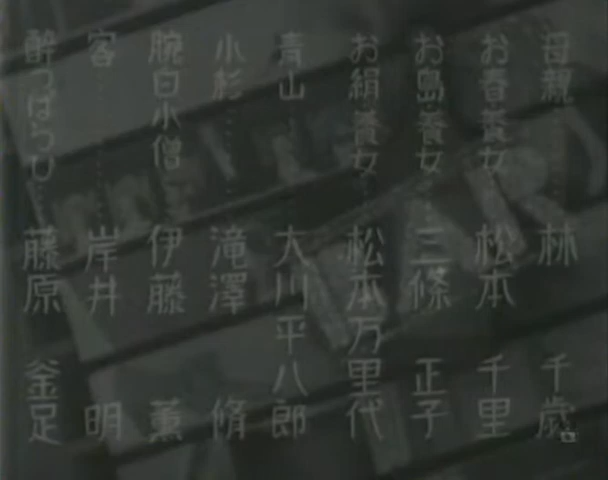 母親……林千歳
お春養女……松本千里
お島養女……三條正子
お絹養女……松本万里代
青山……大川平八郎
小杉……滝澤脩
腕白小僧……伊藤薫
客……岸井明
酔つぱらひ……藤原釜足